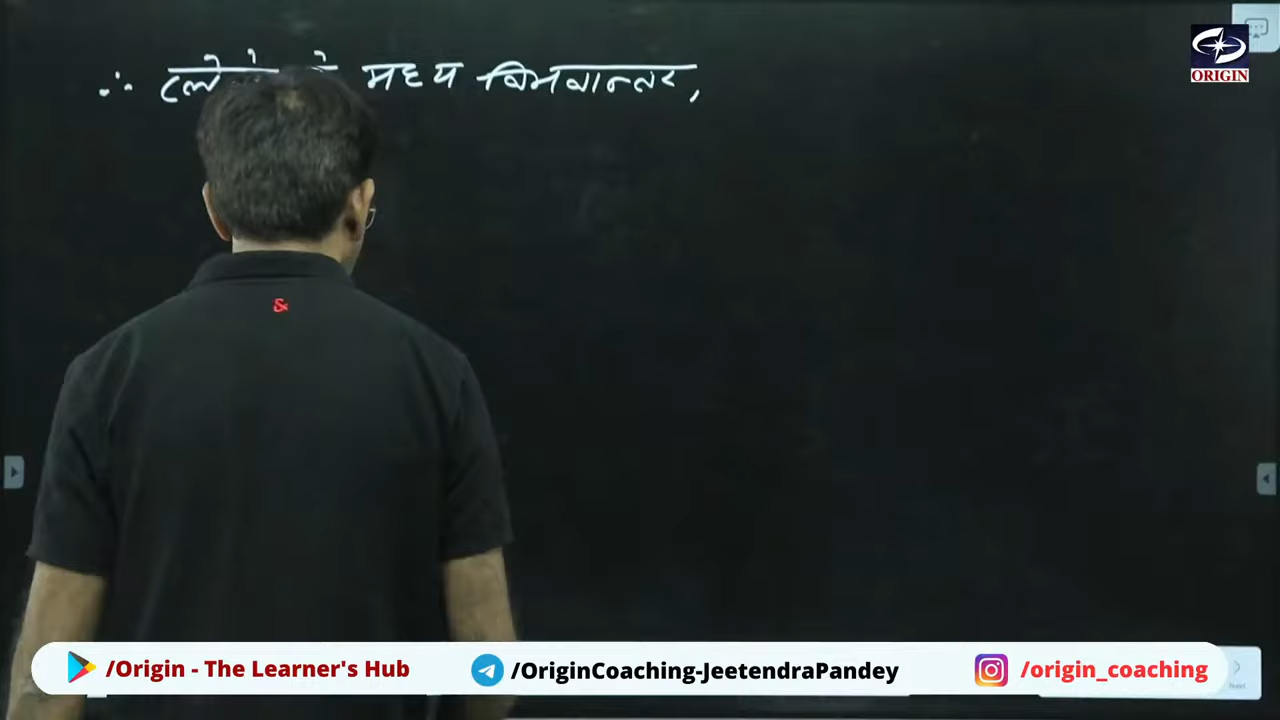 ∴ मध्य विभवान्तर,
ORIGIN
&
/Origin - The Learner's Hub
/OriginCoaching-JeetendraPandey
/origin_coaching